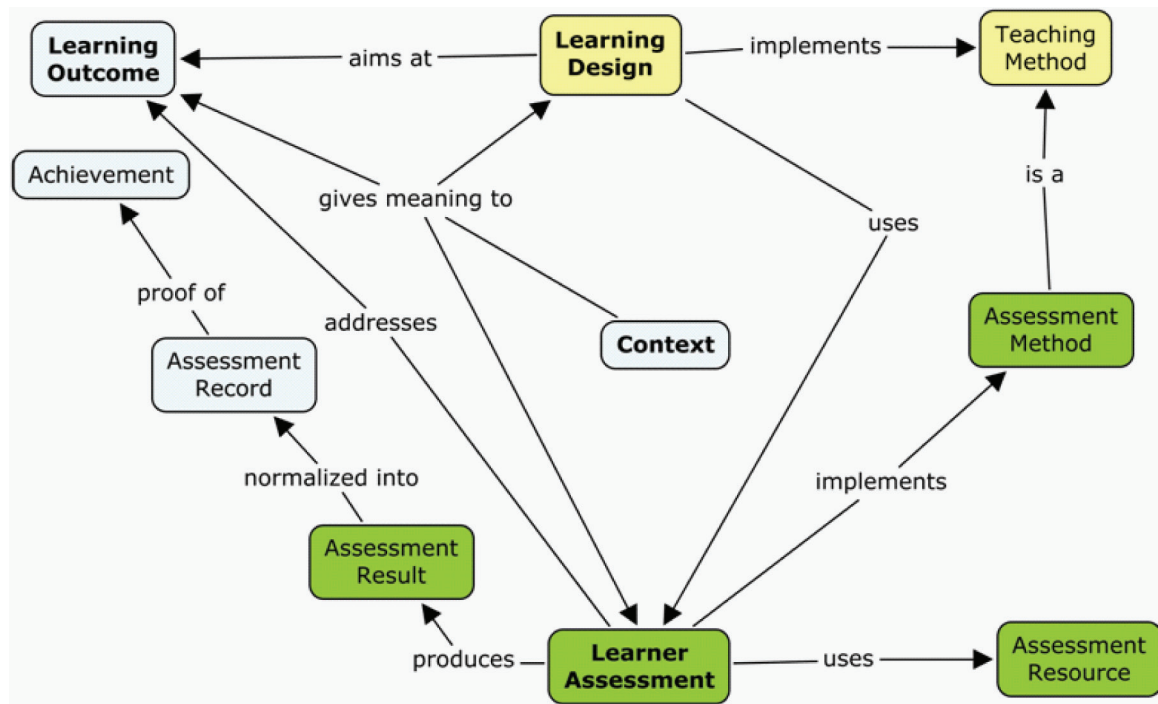 Learning
Outcome
aims at
Learning
Design
implements
Teaching
Method
Achievement
gives meaning to
uses
is a
proof of
addresses
Context
Assessment
Method
Assessment
Record
normalized into
implements
Assessment
Result
produces
Learner
Assessment
uses
Assessment
Resource